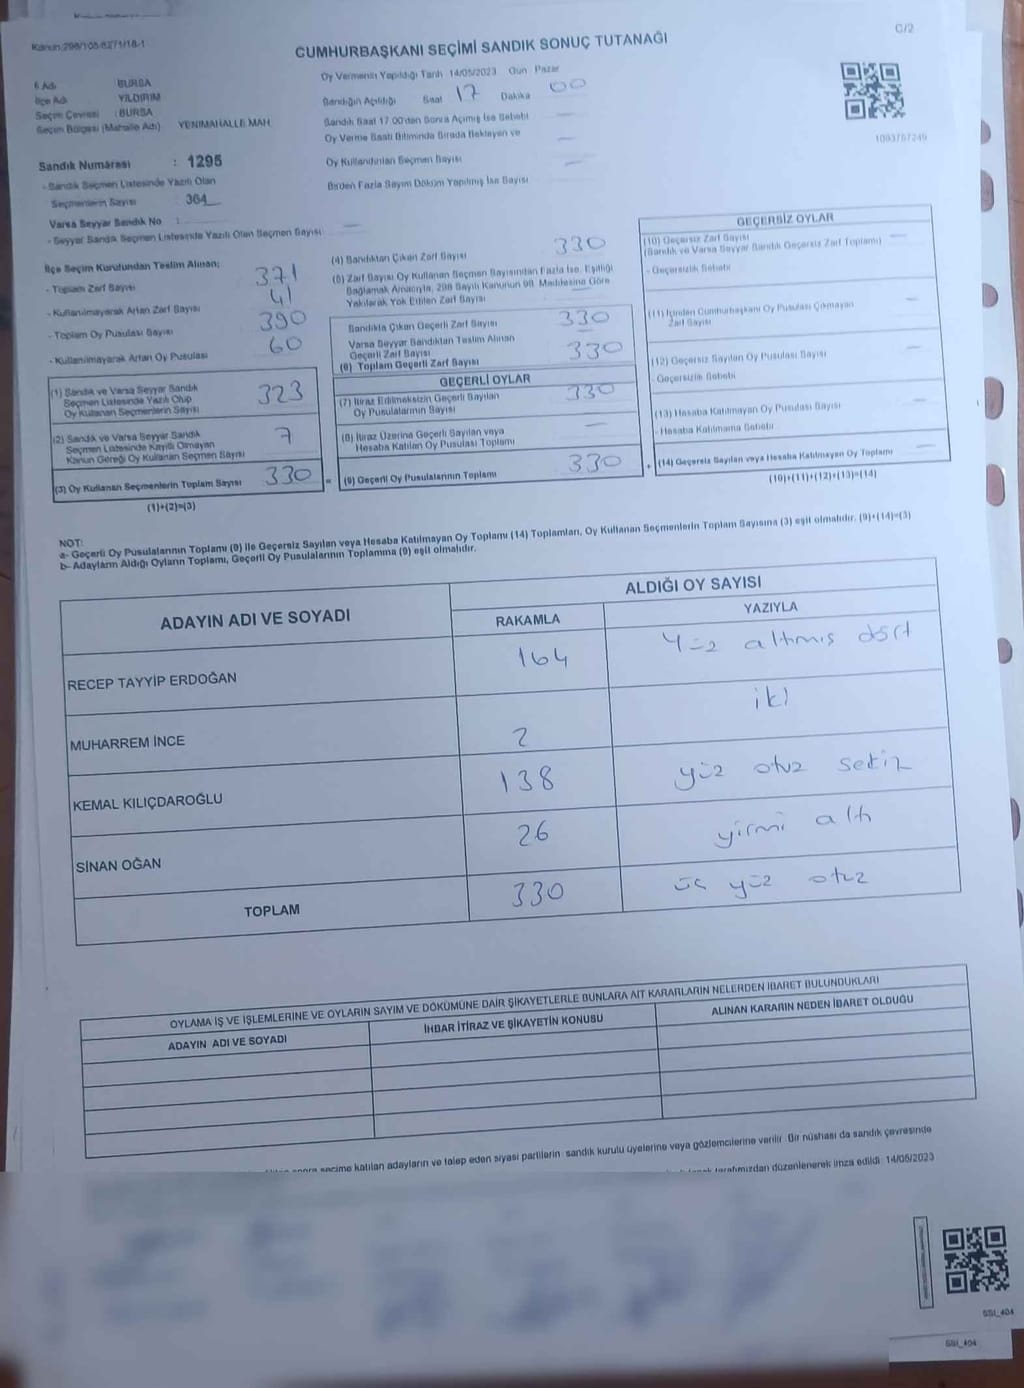 Kanun:298/105-6271/18-1
C/2
CUMHURBAŞKANI SEÇİMİ SANDIK SONUÇ TUTANAĞI
İl Adı : BURSA
İlçe Adı : YILDIRIM
Seçim Çevresi : BURSA
Seçim Bölgesi (Mahalle Adı) : YENİMAHALLE MAH.
Oy Vermenin Yapıldığı Tarih 14/05/2023 Gün Pazar
Sandığın Açıldığı Saat 17 Dakika 00
Sandık Saat 17.00'den Sonra Açılmış İse Sebebi —
Oy Verme Saati Bitiminde Sırada Bekleyen ve
Oy Kullandırılan Seçmen Sayısı —
Birden Fazla Sayım Döküm Yapılmış İse Sayısı —
1093757249
Sandık Numarası : 1295
- Sandık Seçmen Listesinde Yazılı Olan
Seçmenlerin Sayısı : 364
Varsa Seyyar Sandık No :
- Seyyar Sandık Seçmen Listesinde Yazılı Olan Seçmen Sayısı: —
İlçe Seçim Kurulundan Teslim Alınan;
- Toplam Zarf Sayısı 371
- Kullanılmayarak Artan Zarf Sayısı 41
- Toplam Oy Pusulası Sayısı 390
- Kullanılmayarak Artan Oy Pusulası 60
(1) Sandık ve Varsa Seyyar Sandık
Seçmen Listesinde Yazılı Olup
Oy Kullanan Seçmenlerin Sayısı 323
(2) Sandık ve Varsa Seyyar Sandık
Seçmen Listesinde Kayıtlı Olmayan
Kanun Gereği Oy Kullanan Seçmen Sayısı 7
(3) Oy Kullanan Seçmenlerin Toplam Sayısı 330
(1)+(2)=(3)
(4) Sandıktan Çıkan Zarf Sayısı 330
(5) Zarf Sayısı Oy Kullanan Seçmen Sayısından Fazla İse, Eşitliği
Sağlamak Amacıyla, 298 Sayılı Kanunun 98. Maddesine Göre
Yakılarak Yok Edilen Zarf Sayısı
Sandıkta Çıkan Geçerli Zarf Sayısı 330
Varsa Seyyar Sandıktan Teslim Alınan
Geçerli Zarf Sayısı —
(6) Toplam Geçerli Zarf Sayısı 330
GEÇERLİ OYLAR
(7) İtiraz Edilmeksizin Geçerli Sayılan
Oy Pusulalarının Sayısı 330
(8) İtiraz Üzerine Geçerli Sayılan veya
Hesaba Katılan Oy Pusulası Toplamı —
= (9) Geçerli Oy Pusulalarının Toplamı 330
GEÇERSİZ OYLAR
(10) Geçersiz Zarf Sayısı —
(Sandık ve Varsa Seyyar Sandık Geçersiz Zarf Toplamı)
- Geçersizlik Sebebi
(11) İçinden Cumhurbaşkanı Oy Pusulası Çıkmayan
Zarf Sayısı —
(12) Geçersiz Sayılan Oy Pusulası Sayısı —
- Geçersizlik Sebebi
(13) Hesaba Katılmayan Oy Pusulası Sayısı —
- Hesaba Katılmama Sebebi
+ (14) Geçersiz Sayılan veya Hesaba Katılmayan Oy Toplamı —
(10)+(11)+(12)+(13)=(14)
NOT:
a- Geçerli Oy Pusulalarının Toplamı (9) ile Geçersiz Sayılan veya Hesaba Katılmayan Oy Toplamı (14) Toplamları, Oy Kullanan Seçmenlerin Toplam Sayısına (3) eşit olmalıdır. (9)+(14)=(3)
b- Adayların Aldığı Oyların Toplamı, Geçerli Oy Pusulalarının Toplamına (9) eşit olmalıdır.
ADAYIN ADI VE SOYADI
ALDIĞI OY SAYISI
RAKAMLA YAZIYLA
RECEP TAYYİP ERDOĞAN 164 Yüz altmış dört
MUHARREM İNCE 2 iki
KEMAL KILIÇDAROĞLU 138 yüz otuz sekiz
SİNAN OĞAN 26 yirmi altı
TOPLAM 330 üç yüz otuz
OYLAMA İŞ VE İŞLEMLERİNE VE OYLARIN SAYIM VE DÖKÜMÜNE DAİR ŞİKAYETLERLE BUNLARA AİT KARARLARIN NELERDEN İBARET BULUNDUKLARI
ADAYIN ADI VE SOYADI İHBAR İTİRAZ VE ŞİKAYETİN KONUSU ALINAN KARARIN NEDEN İBARET OLDUĞU
sonra seçime katılan adayların ve talep eden siyasi partilerin sandık kurulu üyelerine veya gözlemcilerine verilir. Bir nüshası da sandık çevresinde
tarafımızdan düzenlenerek imza edildi. 14/05/2023
SSI_404
SSI_404